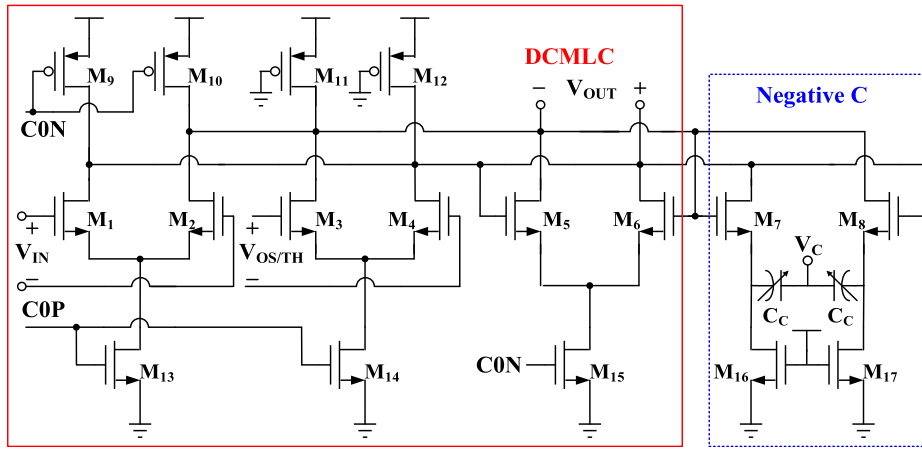 DCMLC
M9
M10
M11
M12
− VOUT +
Negative C
C0N
M1
M2
M3
M4
M5
M6
M7
M8
+
VIN
−
+
VOS/TH
−
VC
C0P
CC
CC
M13
M14
C0N
M15
M16
M17